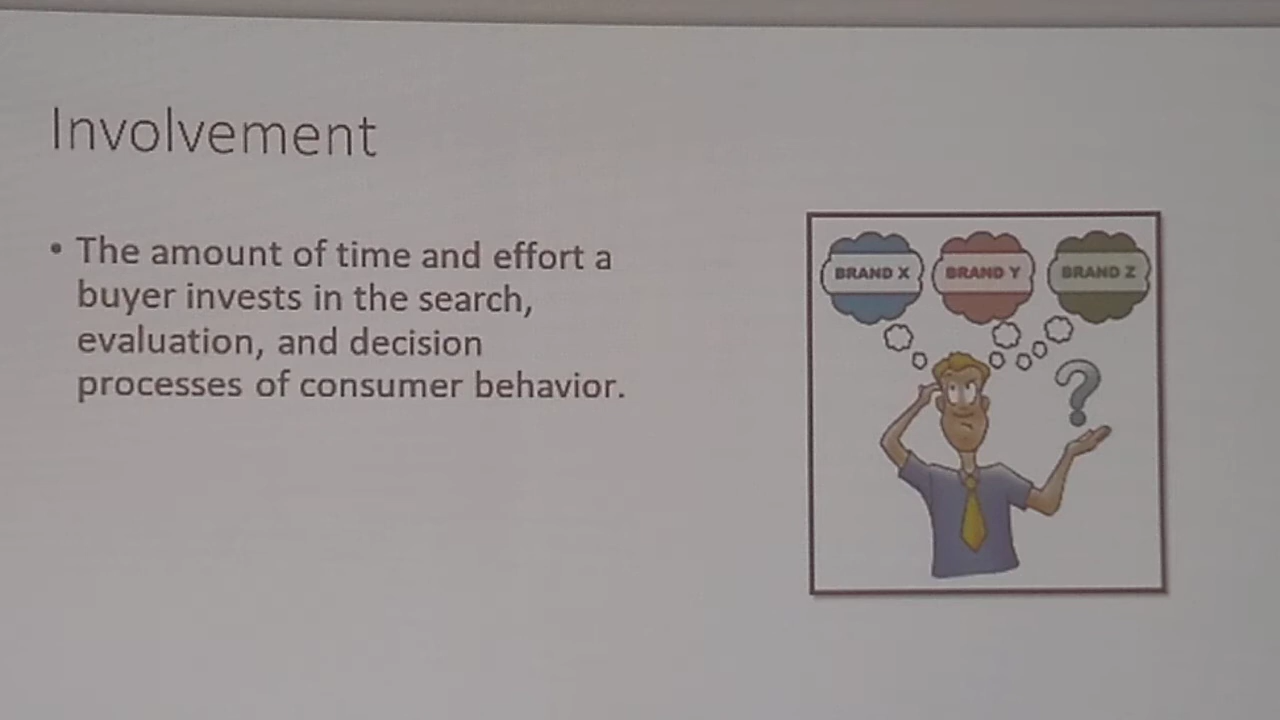 Involvement
• The amount of time and effort a
buyer invests in the search,
evaluation, and decision
processes of consumer behavior.
BRAND X
BRAND Y
BRAND Z
?